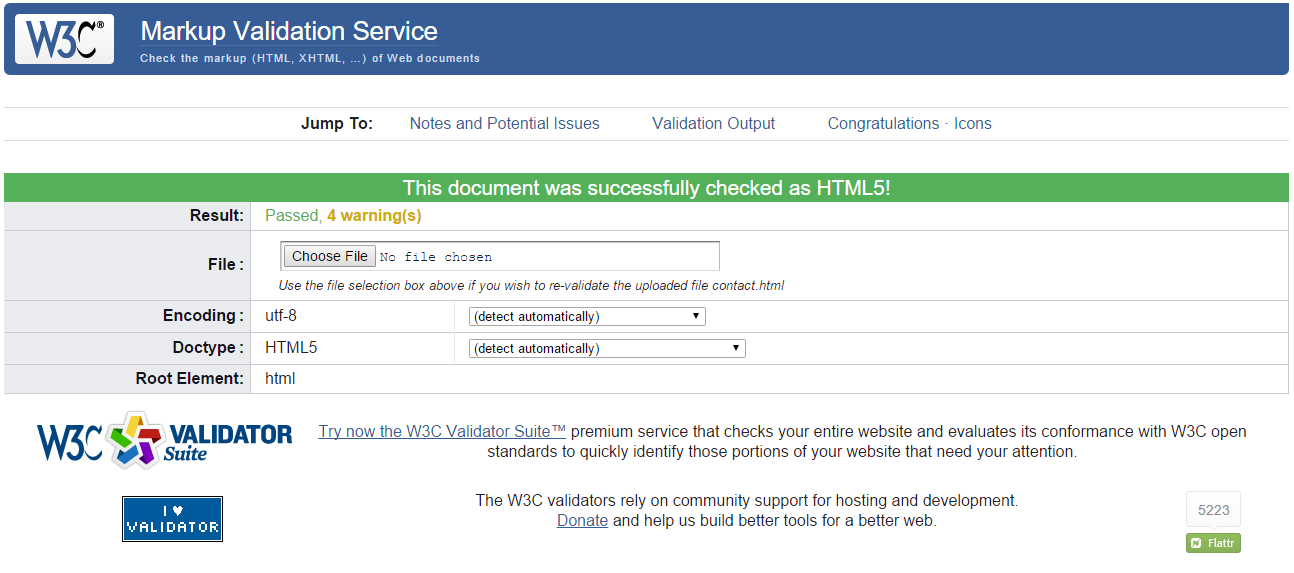 W3C® Markup Validation Service
Check the markup (HTML, XHTML, ...) of Web documents
Jump To: Notes and Potential Issues Validation Output Congratulations · Icons
This document was successfully checked as HTML5!
Result: Passed, 4 warning(s)
File : Choose File No file chosen
Use the file selection box above if you wish to re-validate the uploaded file contact.html
Encoding : utf-8 (detect automatically)
Doctype : HTML5 (detect automatically)
Root Element: html
W3C VALIDATOR Suite
Try now the W3C Validator Suite™ premium service that checks your entire website and evaluates its conformance with W3C open
standards to quickly identify those portions of your website that need your attention.
I ♥
VALIDATOR
The W3C validators rely on community support for hosting and development.
Donate and help us build better tools for a better web.
5223
Flattr